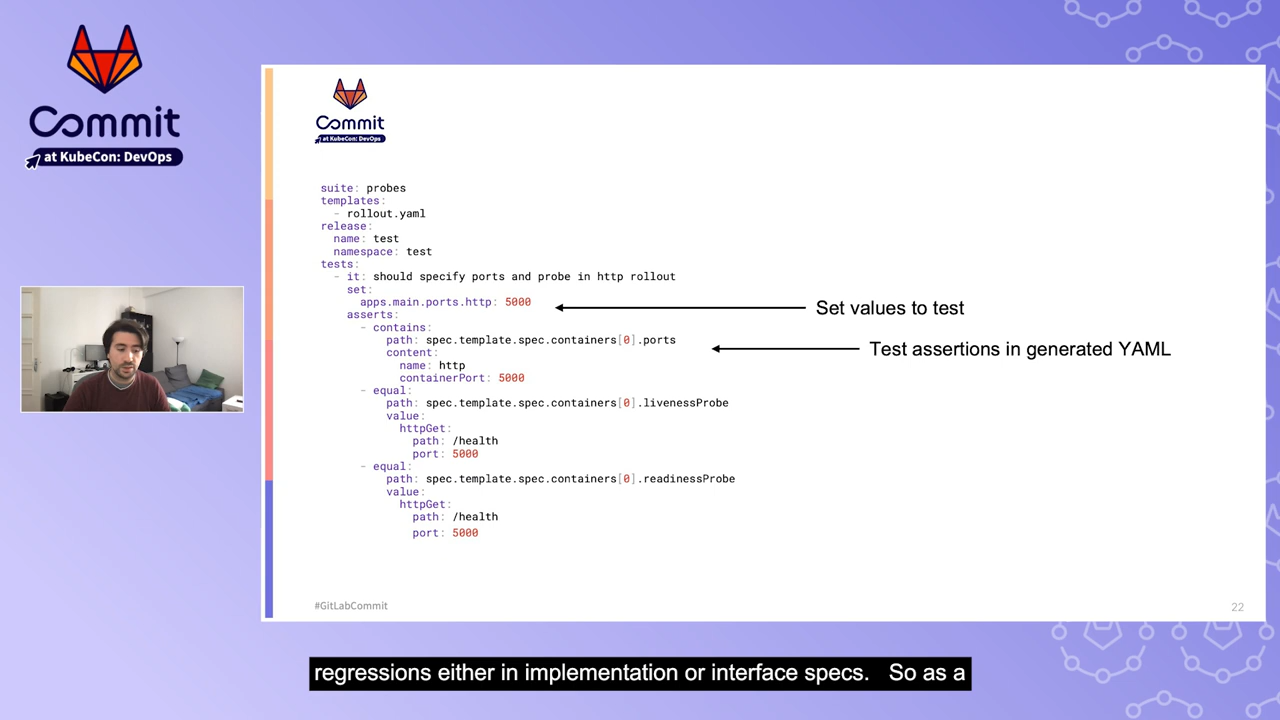 Commit
at KubeCon: DevOps
Commit
at KubeCon: DevOps
suite: probes
templates:
- rollout.yaml
release:
name: test
namespace: test
tests:
- it: should specify ports and probe in http rollout
set:
apps.main.ports.http: 5000
Set values to test
asserts:
- contains:
path: spec.template.spec.containers[0].ports
Test assertions in generated YAML
content:
name: http
containerPort: 5000
- equal:
path: spec.template.spec.containers[0].livenessProbe
value:
httpGet:
path: /health
port: 5000
- equal:
path: spec.template.spec.containers[0].readinessProbe
value:
httpGet:
path: /health
port: 5000
#GitLabCommit
22
regressions either in implementation or interface specs. So as a